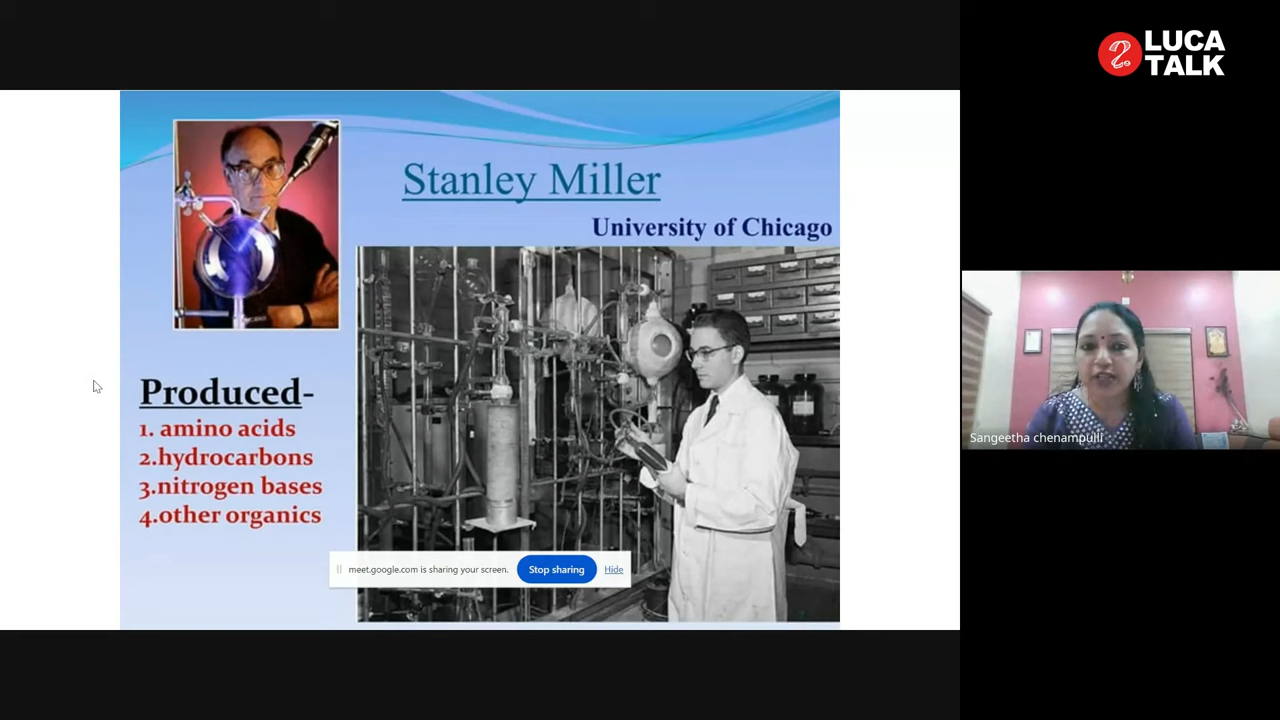 LUCA
TALK
Stanley Miller
University of Chicago
Produced-
1. amino acids
2.hydrocarbons
3.nitrogen bases
4.other organics
meet.google.com is sharing your screen.
Stop sharing
Hide
Sangeetha chenampulli